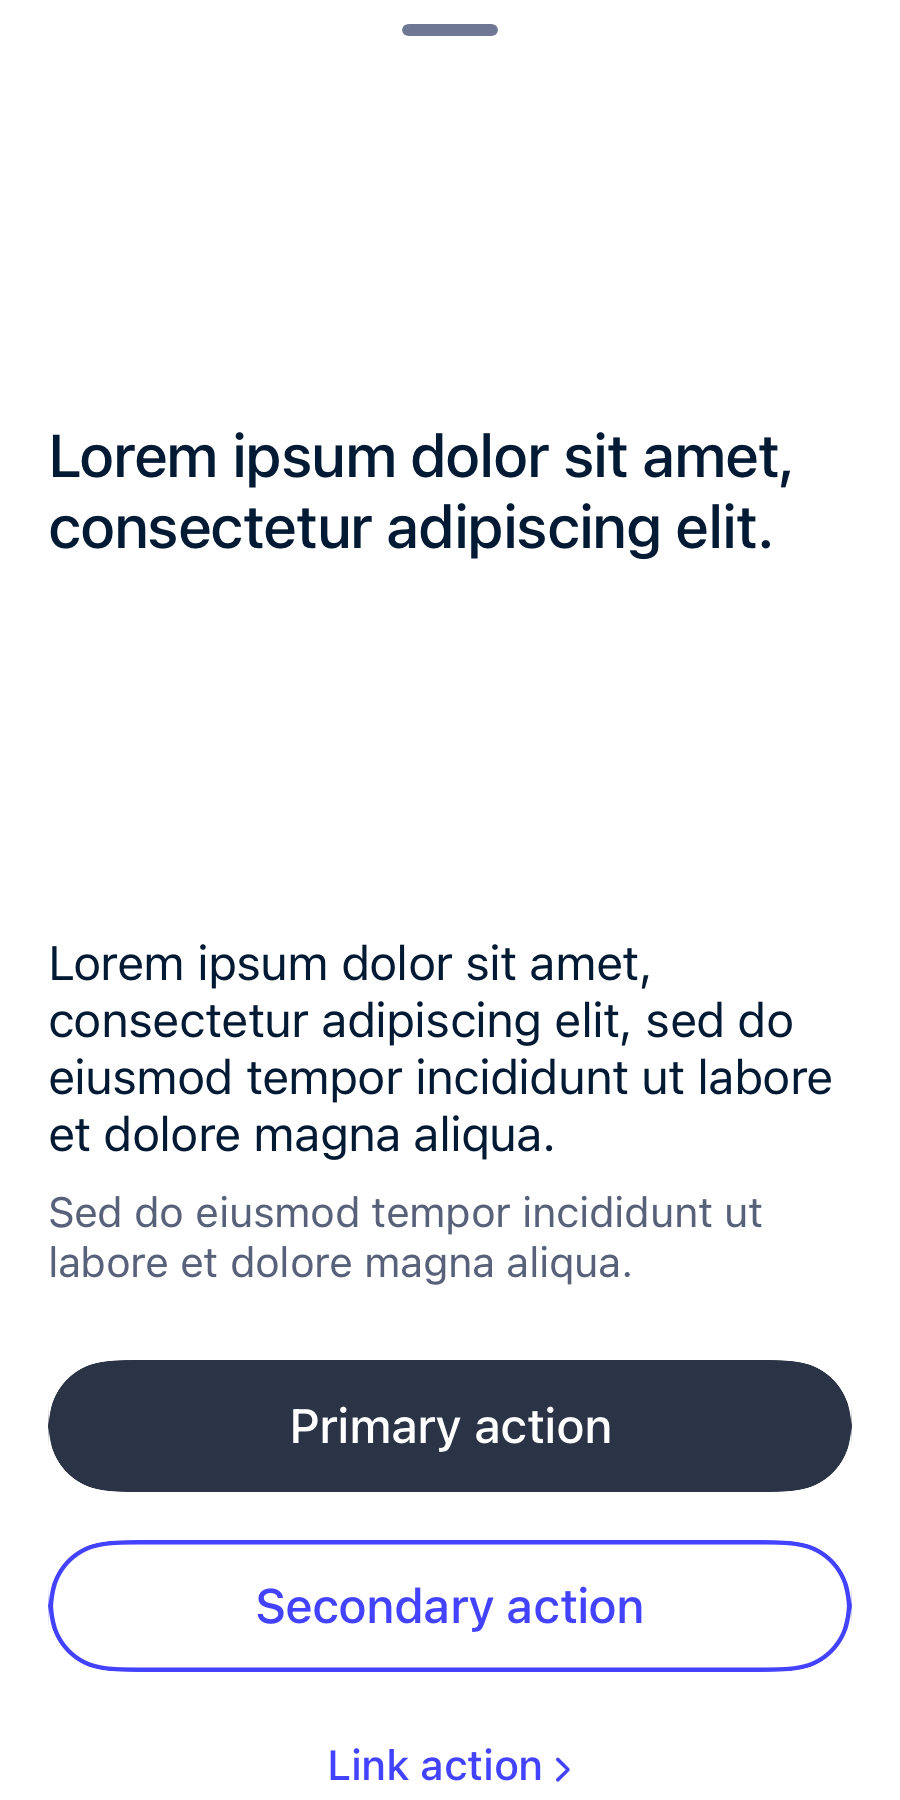 Lorem ipsum dolor sit amet,
consectetur adipiscing elit.
Lorem ipsum dolor sit amet,
consectetur adipiscing elit, sed do
eiusmod tempor incididunt ut labore
et dolore magna aliqua.
Sed do eiusmod tempor incididunt ut
labore et dolore magna aliqua.
Primary action
Secondary action
Link action